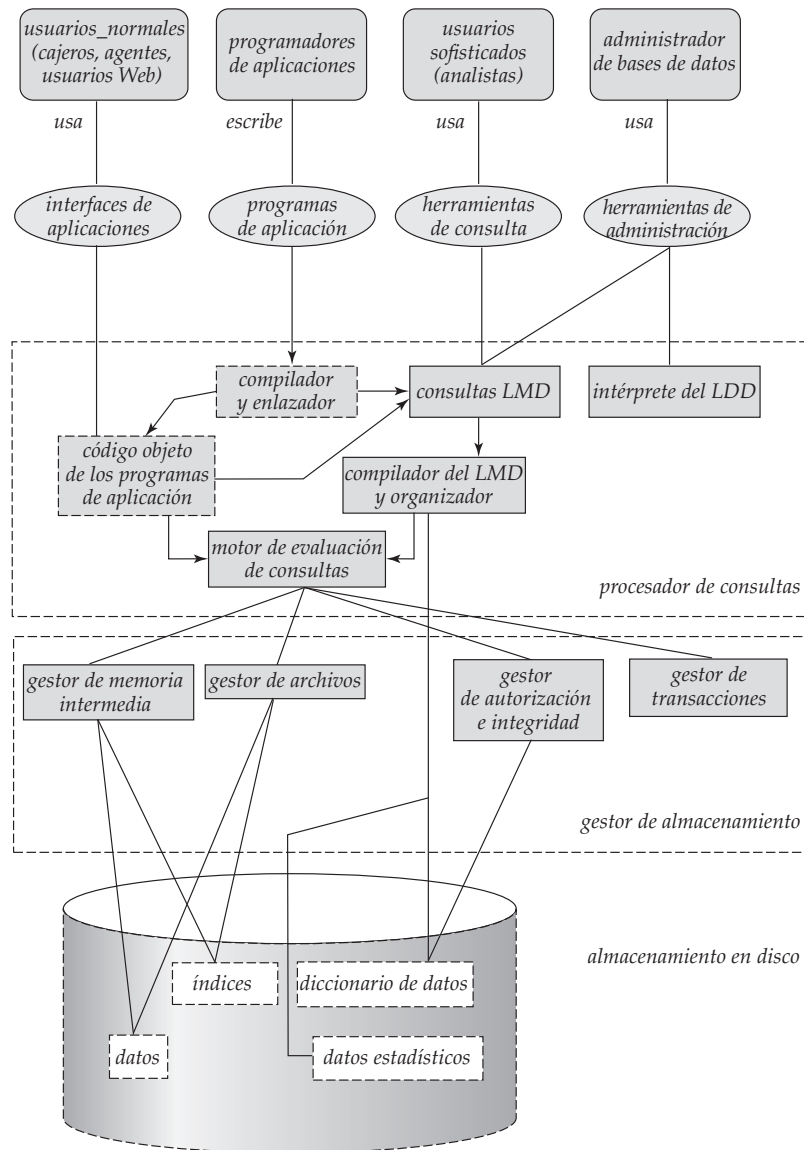 usuarios_normales
(cajeros, agentes,
usuarios Web)
programadores
de aplicaciones
usuarios
sofisticados
(analistas)
administrador
de bases de datos
usa
escribe
usa
usa
interfaces de
aplicaciones
programas
de aplicación
herramientas
de consulta
herramientas de
administración
compilador
y enlazador
consultas LMD
intérprete del LDD
código objeto
de los programas
de aplicación
compilador del LMD
y organizador
motor de evaluación
de consultas
procesador de consultas
gestor de memoria
intermedia
gestor de archivos
gestor
de autorización
e integridad
gestor de
transacciones
gestor de almacenamiento
almacenamiento en disco
índices
diccionario de datos
datos
datos estadísticos